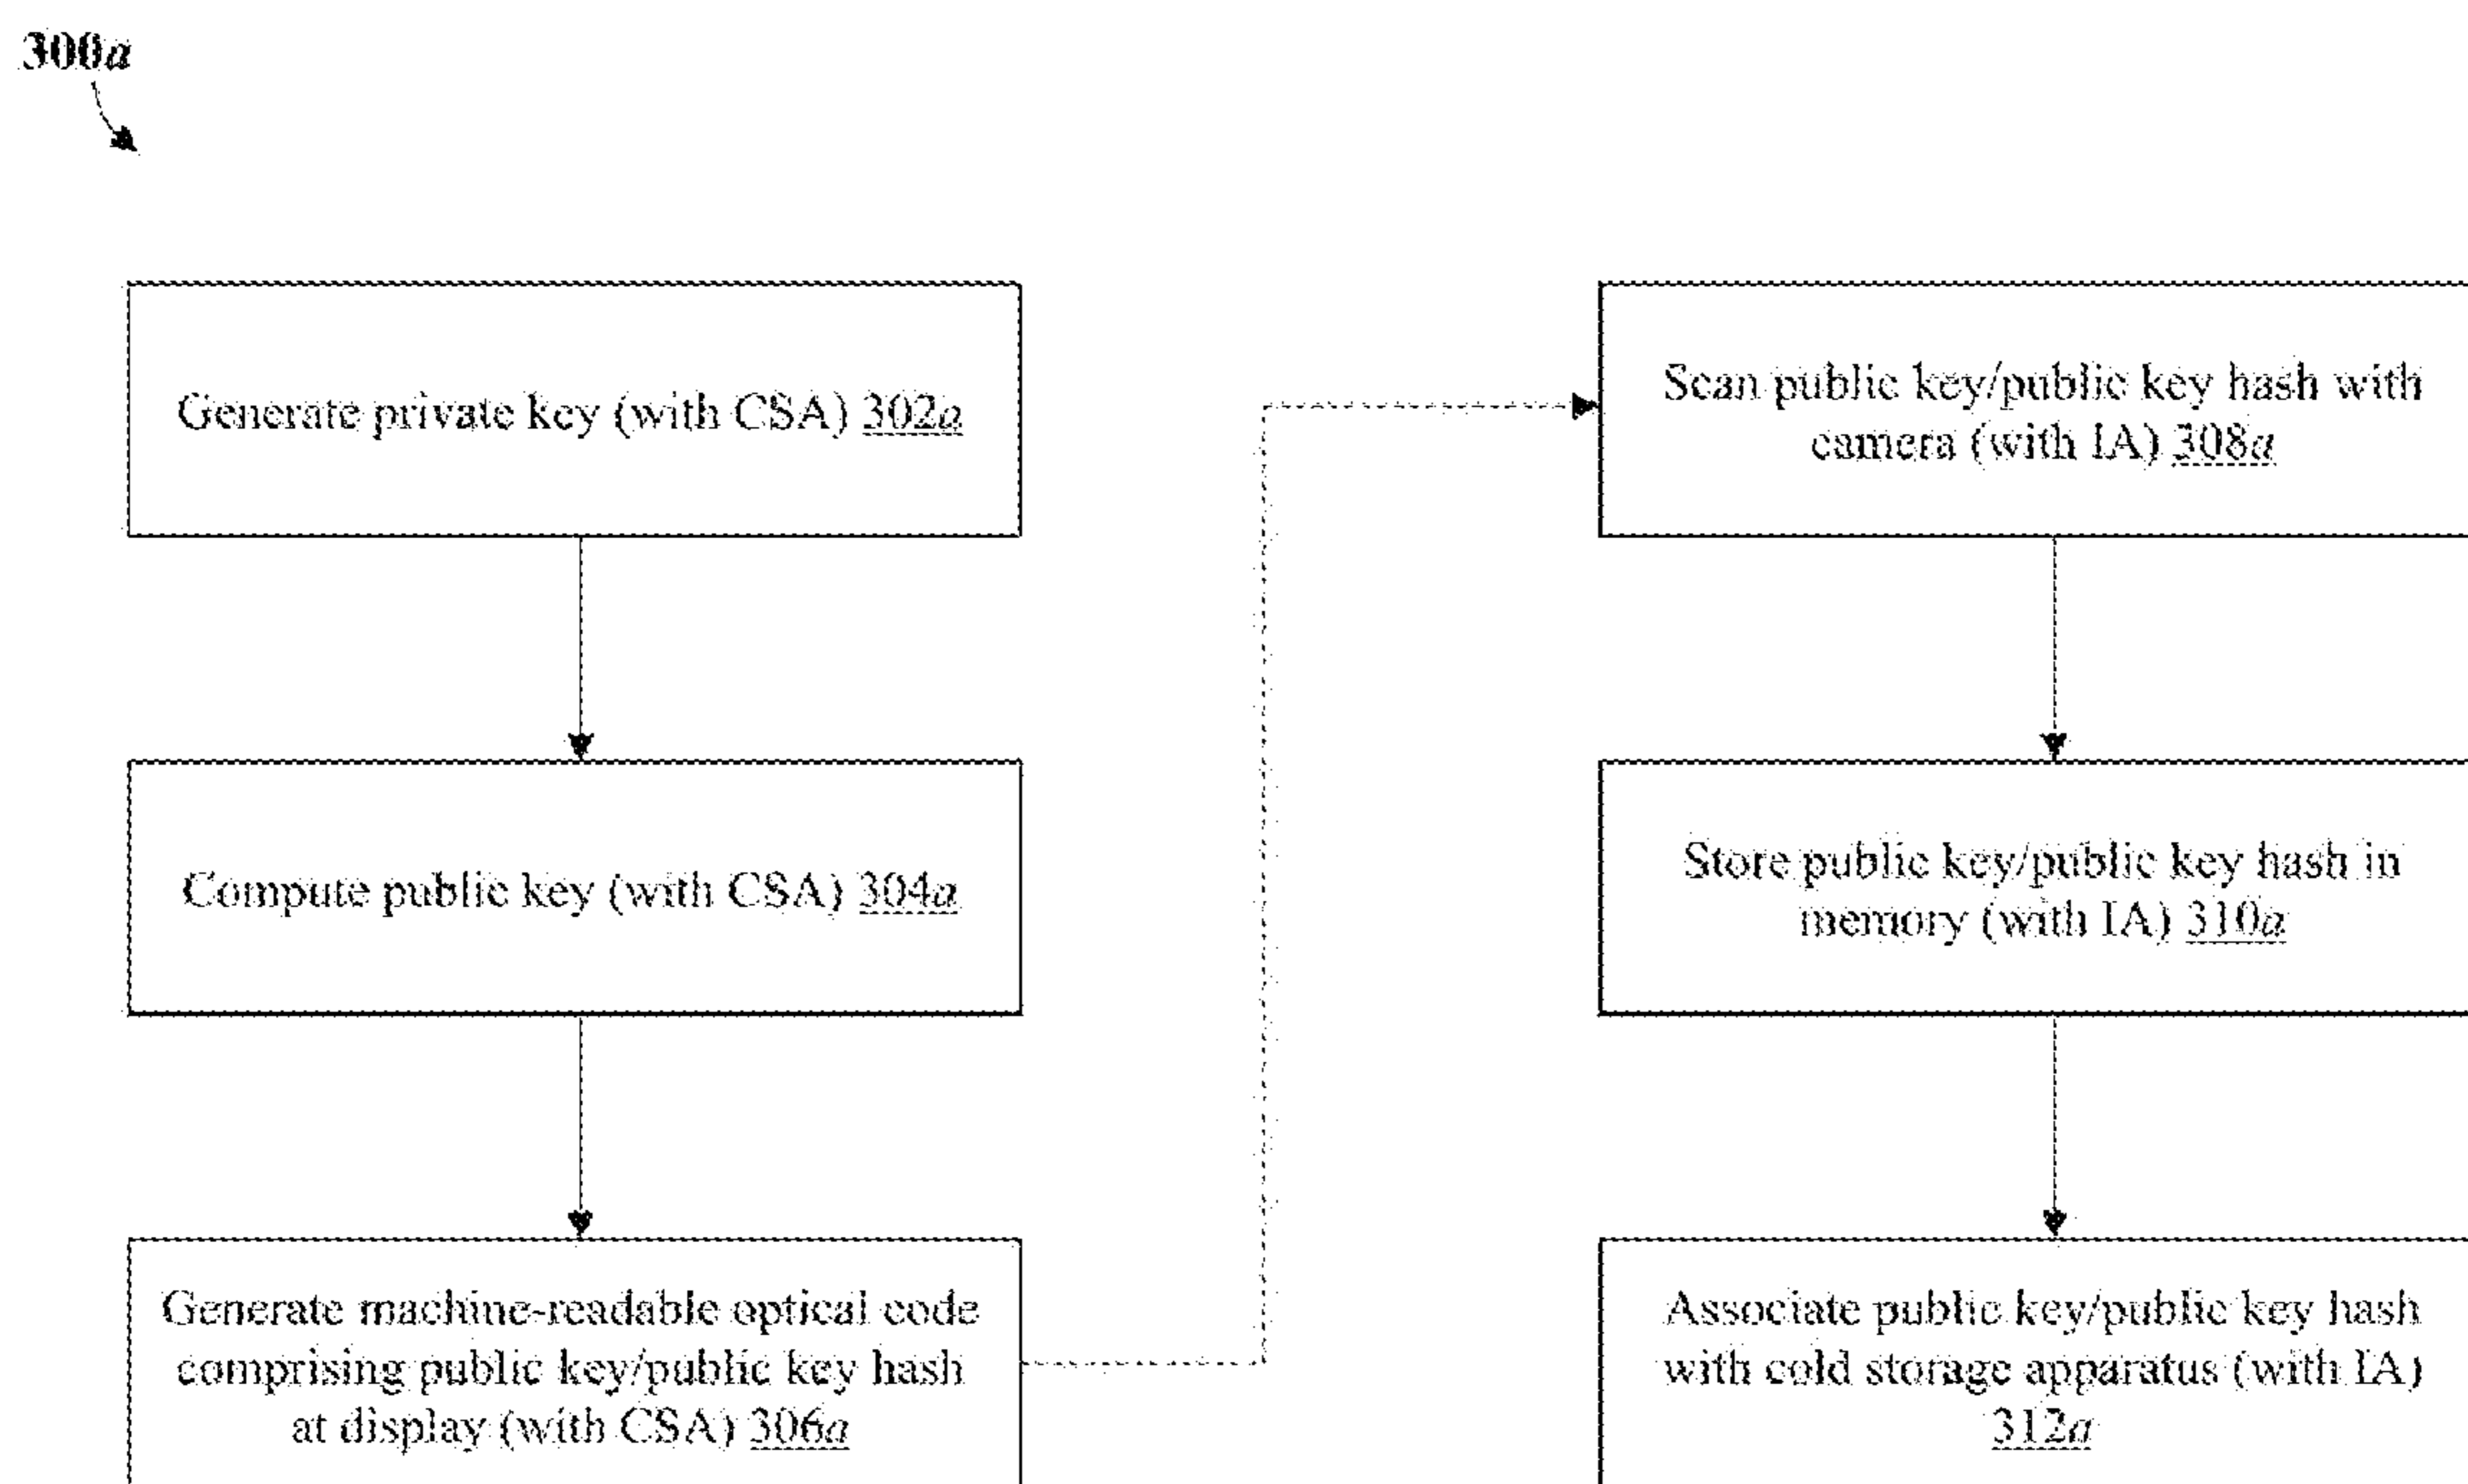 300a
Generate private key (with CSA) 302a
Compute public key (with CSA) 304a
Generate machine-readable optical code
comprising public key/public key hash
at display (with CSA) 306a
Scan public key/public key hash with
camera (with IA) 308a
Store public key/public key hash in
memory (with IA) 310a
Associate public key/public key hash
with cold storage apparatus (with IA)
312a